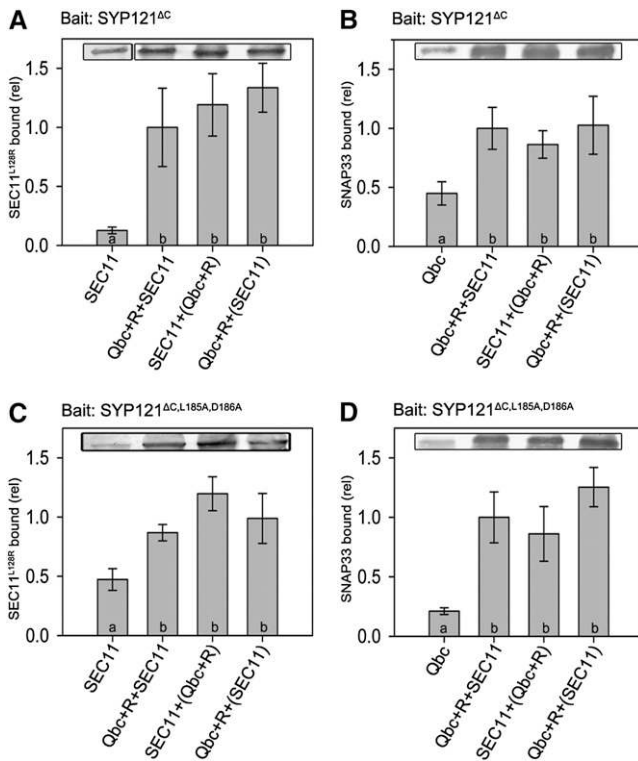 A
Bait: SYP121ΔC
SEC11L128R bound (rel)
1.5
1.0
0.5
0.0
a
b
b
b
SEC11
Qbc+R+SEC11
SEC11+(Qbc+R)
Qbc+R+(SEC11)
B
Bait: SYP121ΔC
SNAP33 bound (rel)
1.5
1.0
0.5
0.0
a
b
b
b
Qbc
Qbc+R+SEC11
SEC11+(Qbc+R)
Qbc+R+(SEC11)
C
Bait: SYP121ΔC,L185A,D186A
SEC11L128R bound (rel)
1.5
1.0
0.5
0.0
a
b
b
b
SEC11
Qbc+R+SEC11
SEC11+(Qbc+R)
Qbc+R+(SEC11)
D
Bait: SYP121ΔC,L185A,D186A
SNAP33 bound (rel)
1.5
1.0
0.5
0.0
a
b
b
b
Qbc
Qbc+R+SEC11
SEC11+(Qbc+R)
Qbc+R+(SEC11)